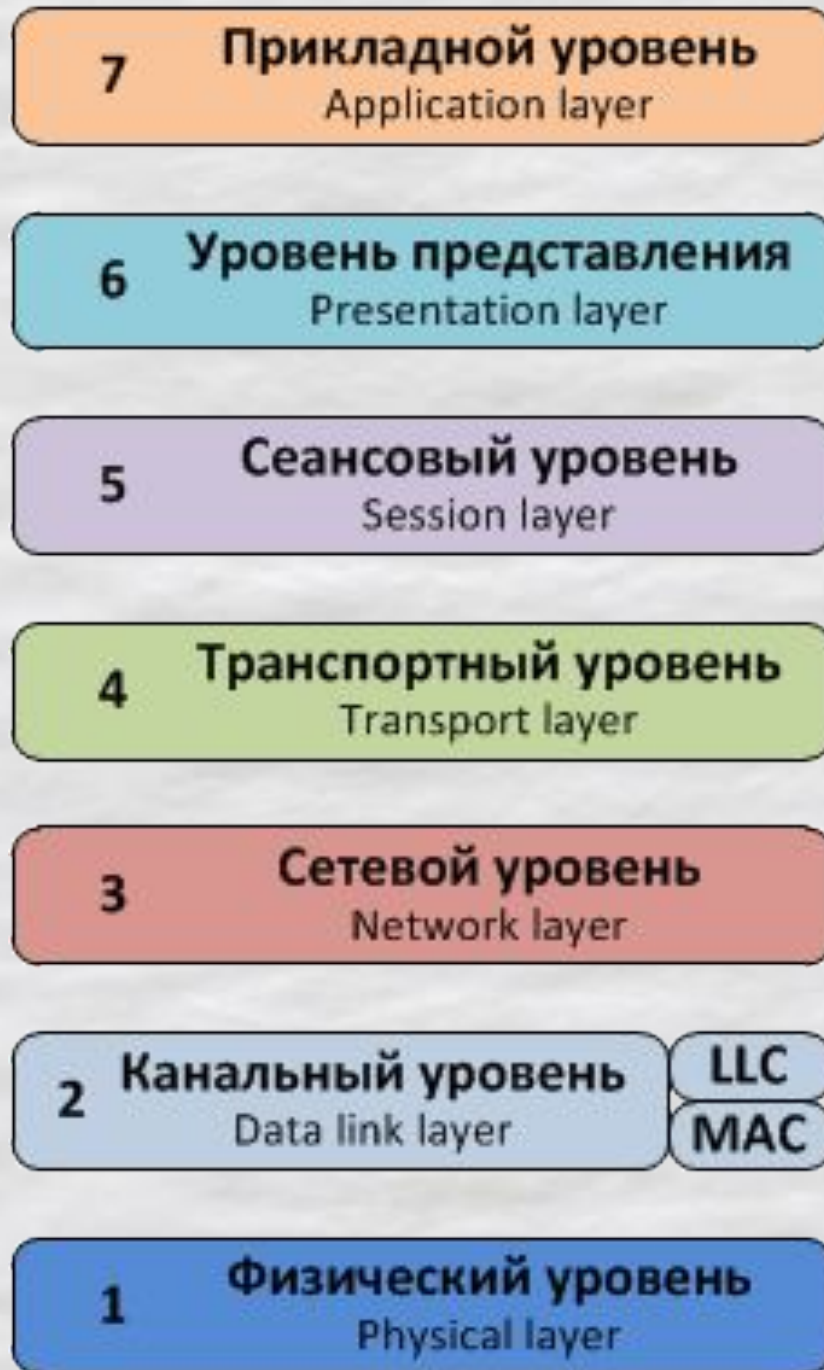 7
Прикладной уровень
Application layer
6
Уровень представления
Presentation layer
5
Сеансовый уровень
Session layer
4
Транспортный уровень
Transport layer
3
Сетевой уровень
Network layer
2
Канальный уровень
Data link layer
LLC
MAC
1
Физический уровень
Physical layer